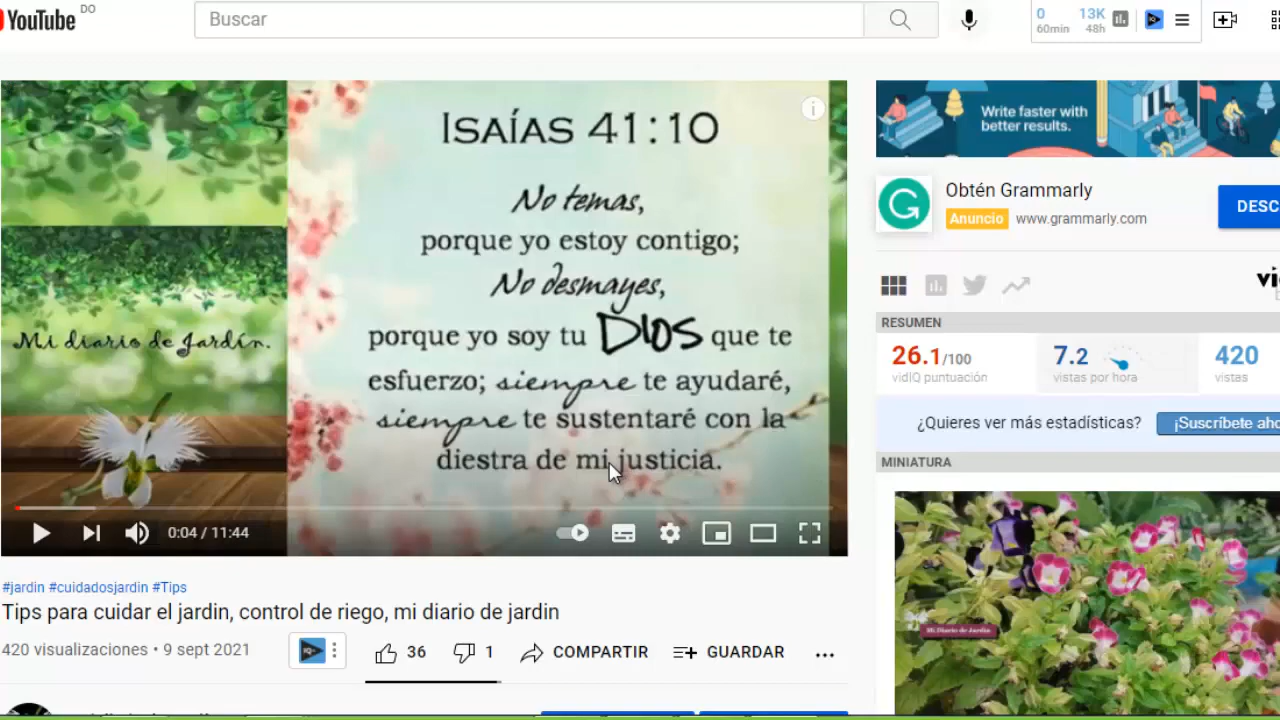 YouTube DO
Buscar
0
60min
13K
48h
Isaías 41:10
No temas,
porque yo estoy contigo;
No desmayes,
porque yo soy tu DIOS que te
esfuerzo; siempre te ayudaré,
siempre te sustentaré con la
diestra de mi justicia.
Mi diario de Jardín.
0:04 / 11:44
#jardin #cuidadosjardin #Tips
Tips para cuidar el jardin, control de riego, mi diario de jardin
420 visualizaciones • 9 sept 2021
36
1
COMPARTIR
GUARDAR
Write faster with
better results.
Obtén Grammarly
Anuncio www.grammarly.com
DESC
RESUMEN
26.1/100
vidIQ puntuación
7.2
vistas por hora
420
vistas
¿Quieres ver más estadísticas?
¡Suscríbete aho
MINIATURA
Mi Diario de Jardín